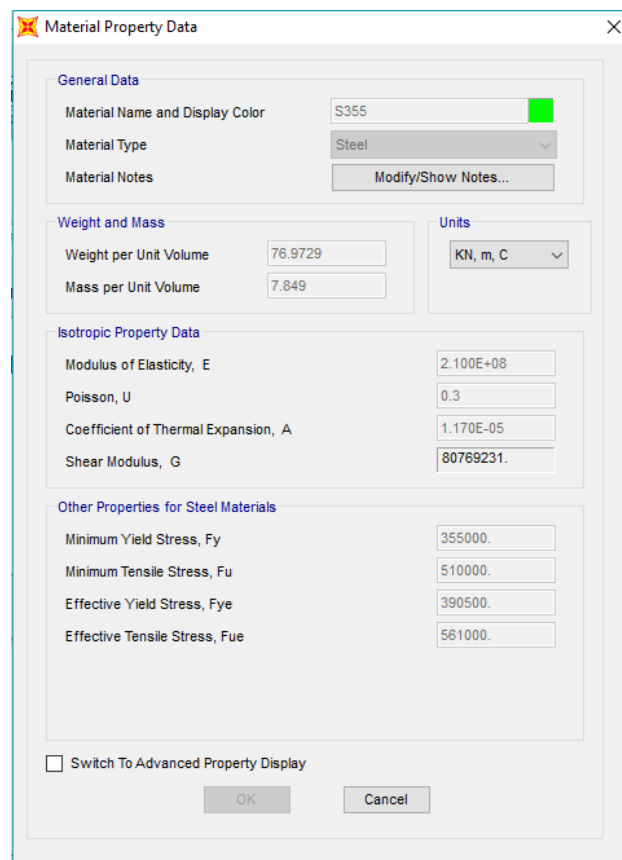 Material Property Data
General Data
Material Name and Display Color S355
Material Type Steel
Material Notes Modify/Show Notes...
Weight and Mass
Weight per Unit Volume 76.9729
Mass per Unit Volume 7.849
Units
KN, m, C
Isotropic Property Data
Modulus of Elasticity, E 2.100E+08
Poisson, U 0.3
Coefficient of Thermal Expansion, A 1.170E-05
Shear Modulus, G 80769231.
Other Properties for Steel Materials
Minimum Yield Stress, Fy 355000.
Minimum Tensile Stress, Fu 510000.
Effective Yield Stress, Fye 390500.
Effective Tensile Stress, Fue 561000.
Switch To Advanced Property Display
OK Cancel